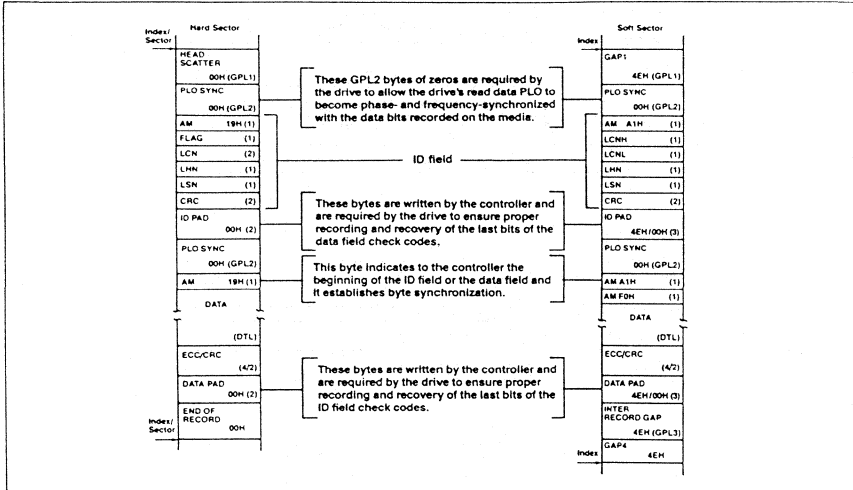 Hard Sector
Index/
Sector
HEAD
SCATTER
00H (GPL1)
PLO SYNC
00H (GPL2)
AM 19H (1)
FLAG (1)
LCN (2)
LHN (1)
LSN (1)
CRC (2)
ID PAD
00H (2)
PLO SYNC
00H (GPL2)
AM 19H (1)
DATA
(DTL)
ECC/CRC
(4/2)
DATA PAD
00H (2)
END OF
RECORD
00H
Index/
Sector
These GPL2 bytes of zeros are required by
the drive to allow the drive's read data PLO to
become phase- and frequency-synchronized
with the data bits recorded on the media.
ID field
These bytes are written by the controller and
are required by the drive to ensure proper
recording and recovery of the last bits of the
data field check codes.
This byte indicates to the controller the
beginning of the ID field or the data field and
it establishes byte synchronization.
These bytes are written by the controller and
are required by the drive to ensure proper
recording and recovery of the last bits of the
ID field check codes.
Soft Sector
Index
GAP1
4EH (GPL1)
PLO SYNC
00H (GPL2)
AM A1H (1)
LCNH (1)
LCNL (1)
LHN (1)
LSN (1)
CRC (2)
ID PAD
4EH/00H (3)
PLO SYNC
00H (GPL2)
AM A1H (1)
AM F0H (1)
DATA
(DTL)
ECC/CRC
(4/2)
DATA PAD
4EH/00H (3)
INTER
RECORD GAP
4EH (GPL3)
GAP4
4EH
Index